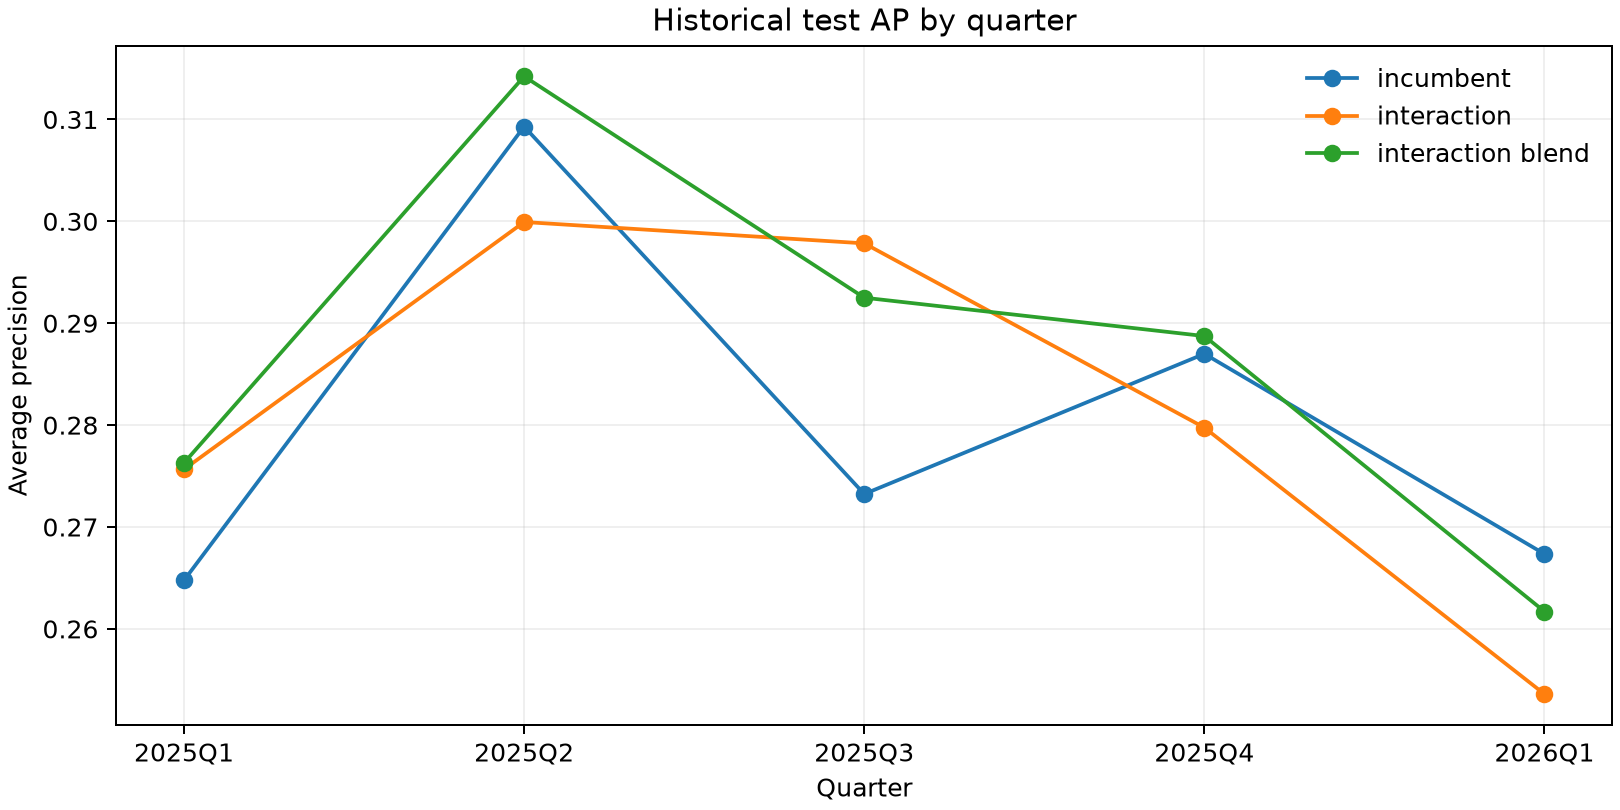 Historical test AP by quarter
incumbent
interaction
interaction blend
Average precision
0.31
0.30
0.29
0.28
0.27
0.26
2025Q1
2025Q2
2025Q3
2025Q4
2026Q1
Quarter